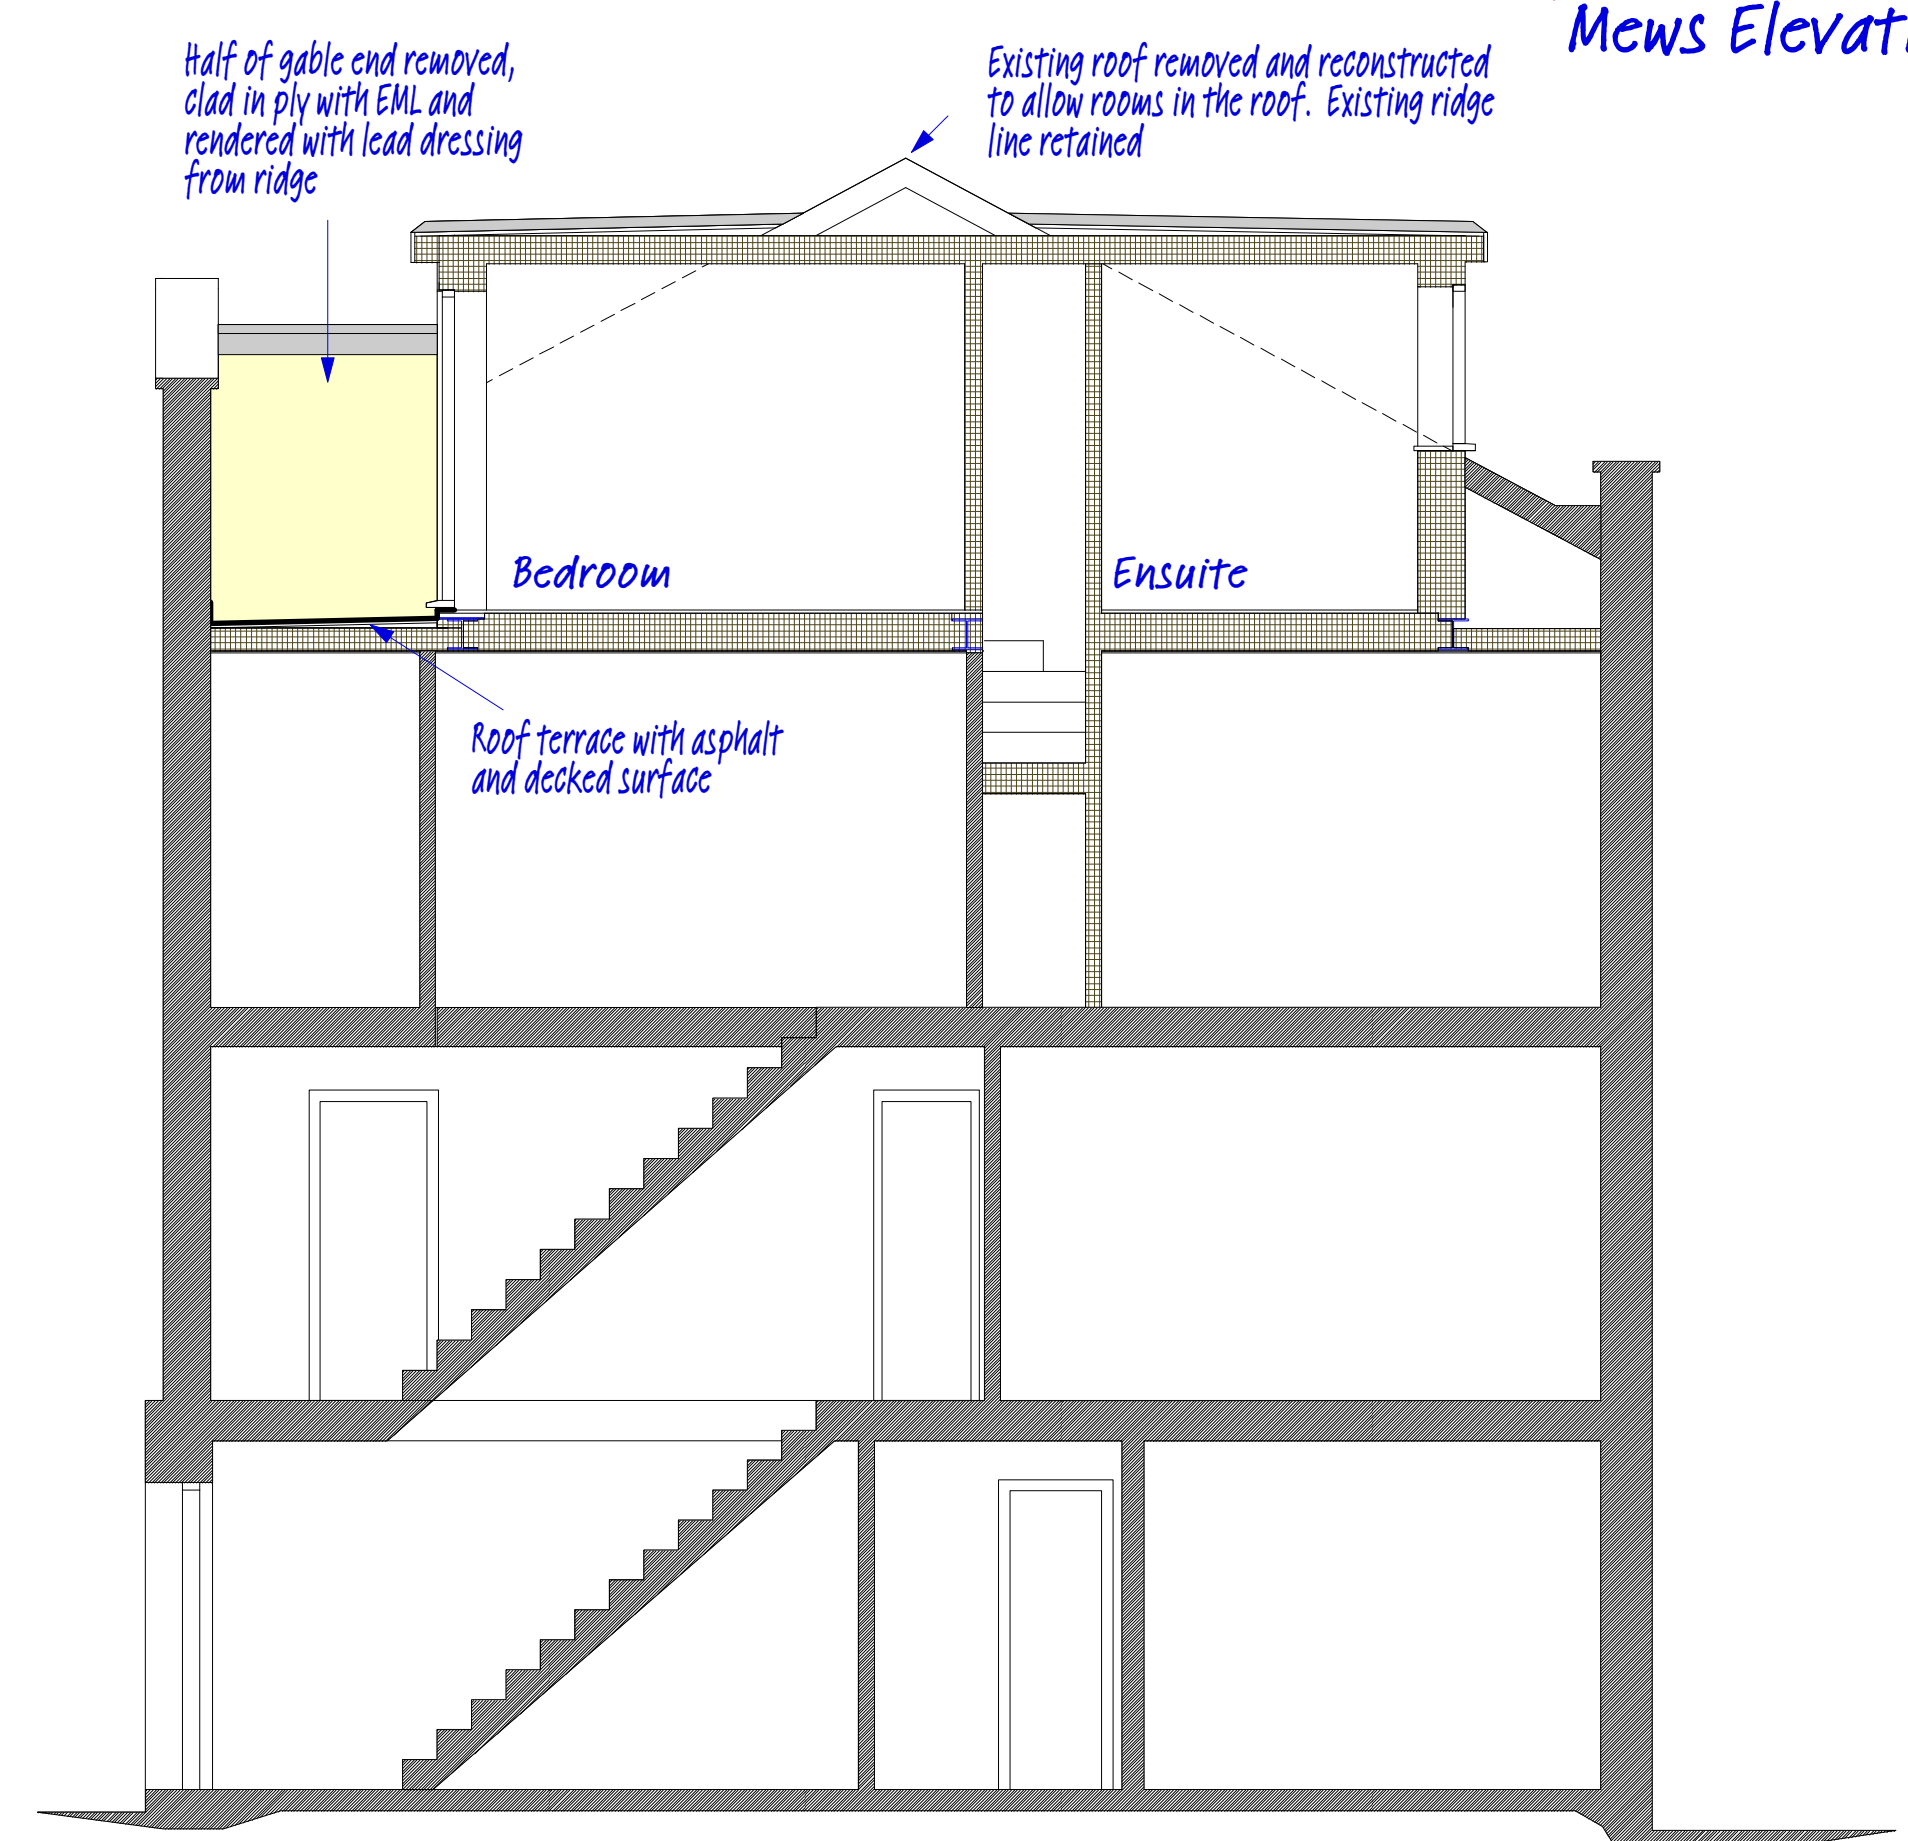 Mews Elevati
Half of gable end removed,
clad in ply with EML and
rendered with lead dressing
from ridge
Existing roof removed and reconstructed
to allow rooms in the roof. Existing ridge
line retained
Bedroom
Ensuite
Roof terrace with asphalt
and decked surface